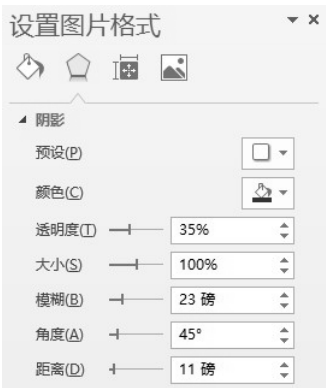 设置图片格式
阴影
预设(P)
颜色(C)
透明度(T) 35%
大小(S) 100%
模糊(B) 23 磅
角度(A) 45°
距离(D) 11 磅